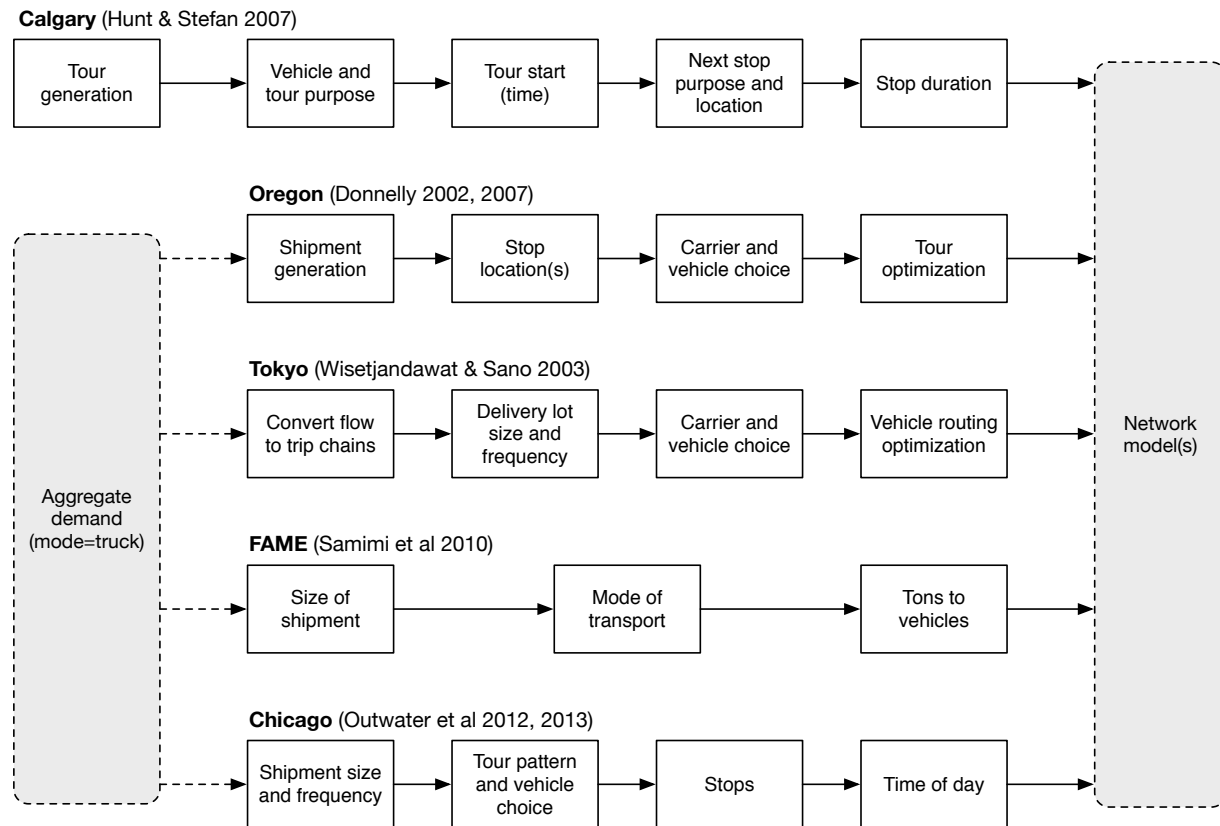 Calgary (Hunt & Stefan 2007)
Tour
generation
Vehicle and
tour purpose
Tour start
(time)
Next stop
purpose and
location
Stop duration
Oregon (Donnelly 2002, 2007)
Shipment
generation
Stop
location(s)
Carrier and
vehicle choice
Tour
optimization
Tokyo (Wisetjandawat & Sano 2003)
Convert flow
to trip chains
Delivery lot
size and
frequency
Carrier and
vehicle choice
Vehicle routing
optimization
Network
model(s)
Aggregate
demand
(mode=truck)
FAME (Samimi et al 2010)
Size of
shipment
Mode of
transport
Tons to
vehicles
Chicago (Outwater et al 2012, 2013)
Shipment size
and frequency
Tour pattern
and vehicle
choice
Stops
Time of day